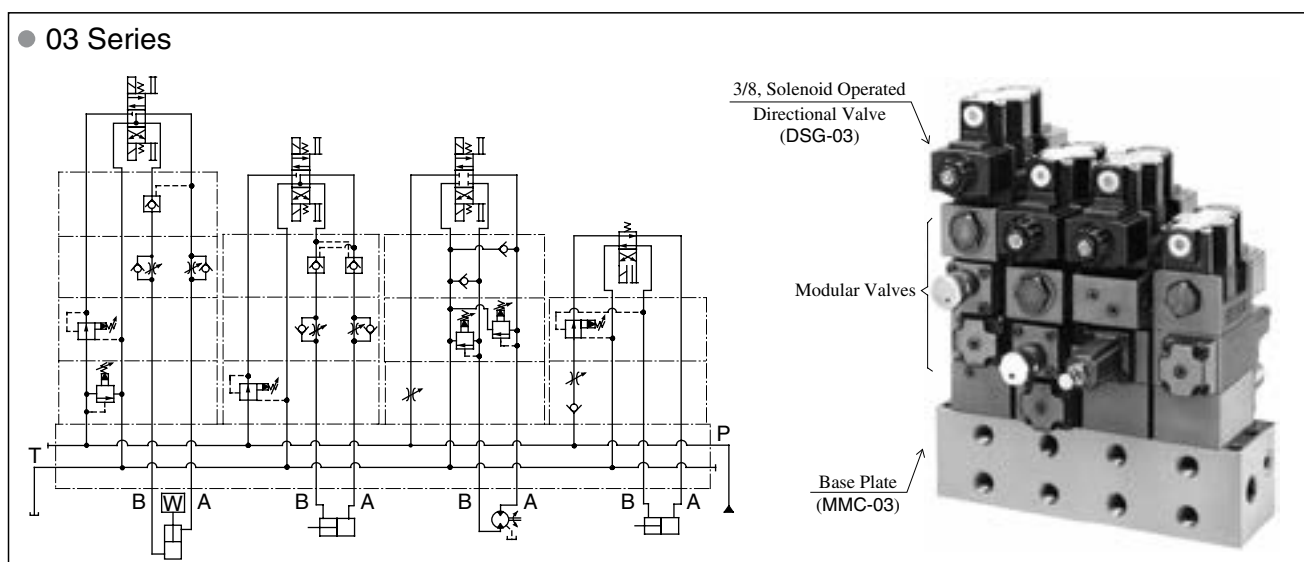 03 Series
3/8, Solenoid Operated
Directional Valve
(DSG-03)
Modular Valves
Base Plate
(MMC-03)
P
T
B W A
B A
B A
B A